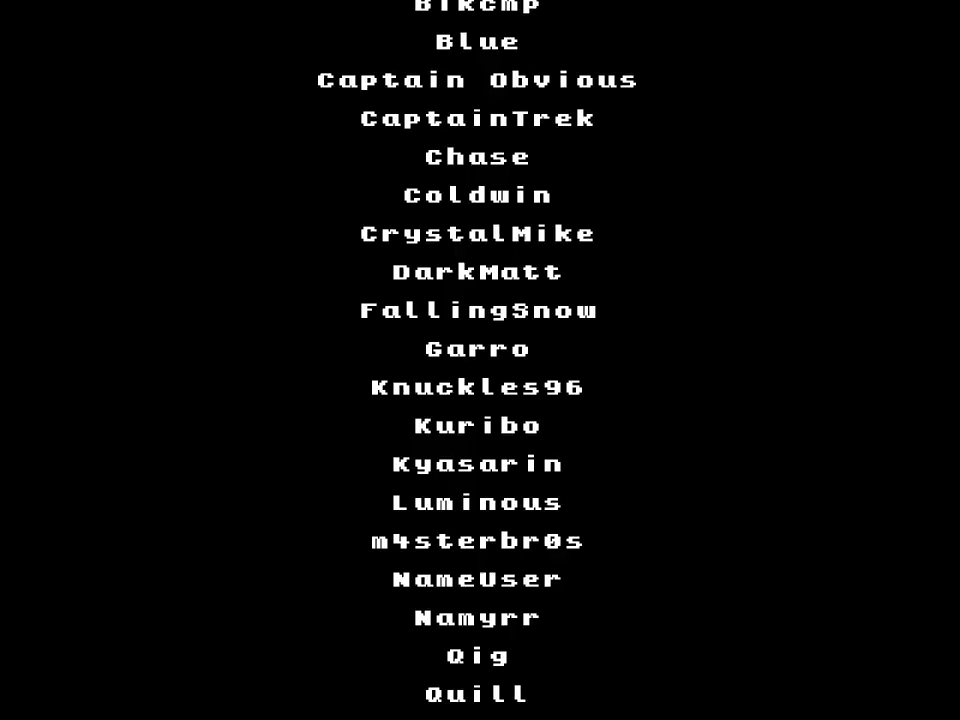 Blue
Captain Obvious
CaptainTrek
Chase
Coldwin
CrystalMike
DarkMatt
FallingSnow
Garro
Knuckles96
Kuribo
Kyasarin
Luminous
m4sterbr0s
NameUser
Namyrr
Qig
Quill